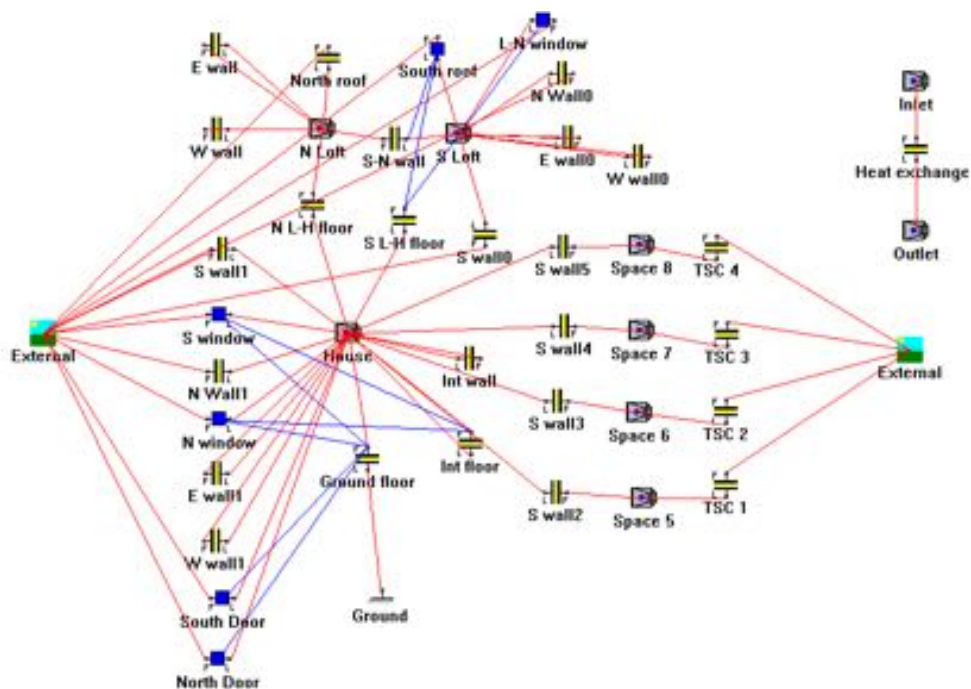 L-N window
E wall
North roof
South roof
N Wall0
Inlet
W wall
N Loft
S-N wall
S Loft
E wall0
W wall0
Heat exchange
N L-H floor
S L-H floor
S wall0
Outlet
S wall1
S wall5
Space 8
TSC 4
External
S window
House
S wall4
Space 7
TSC 3
External
N Wall1
Int wall
S wall3
Space 6
TSC 2
N window
Int floor
E wall1
Ground floor
S wall2
Space 5
TSC 1
W wall1
South Door
Ground
North Door